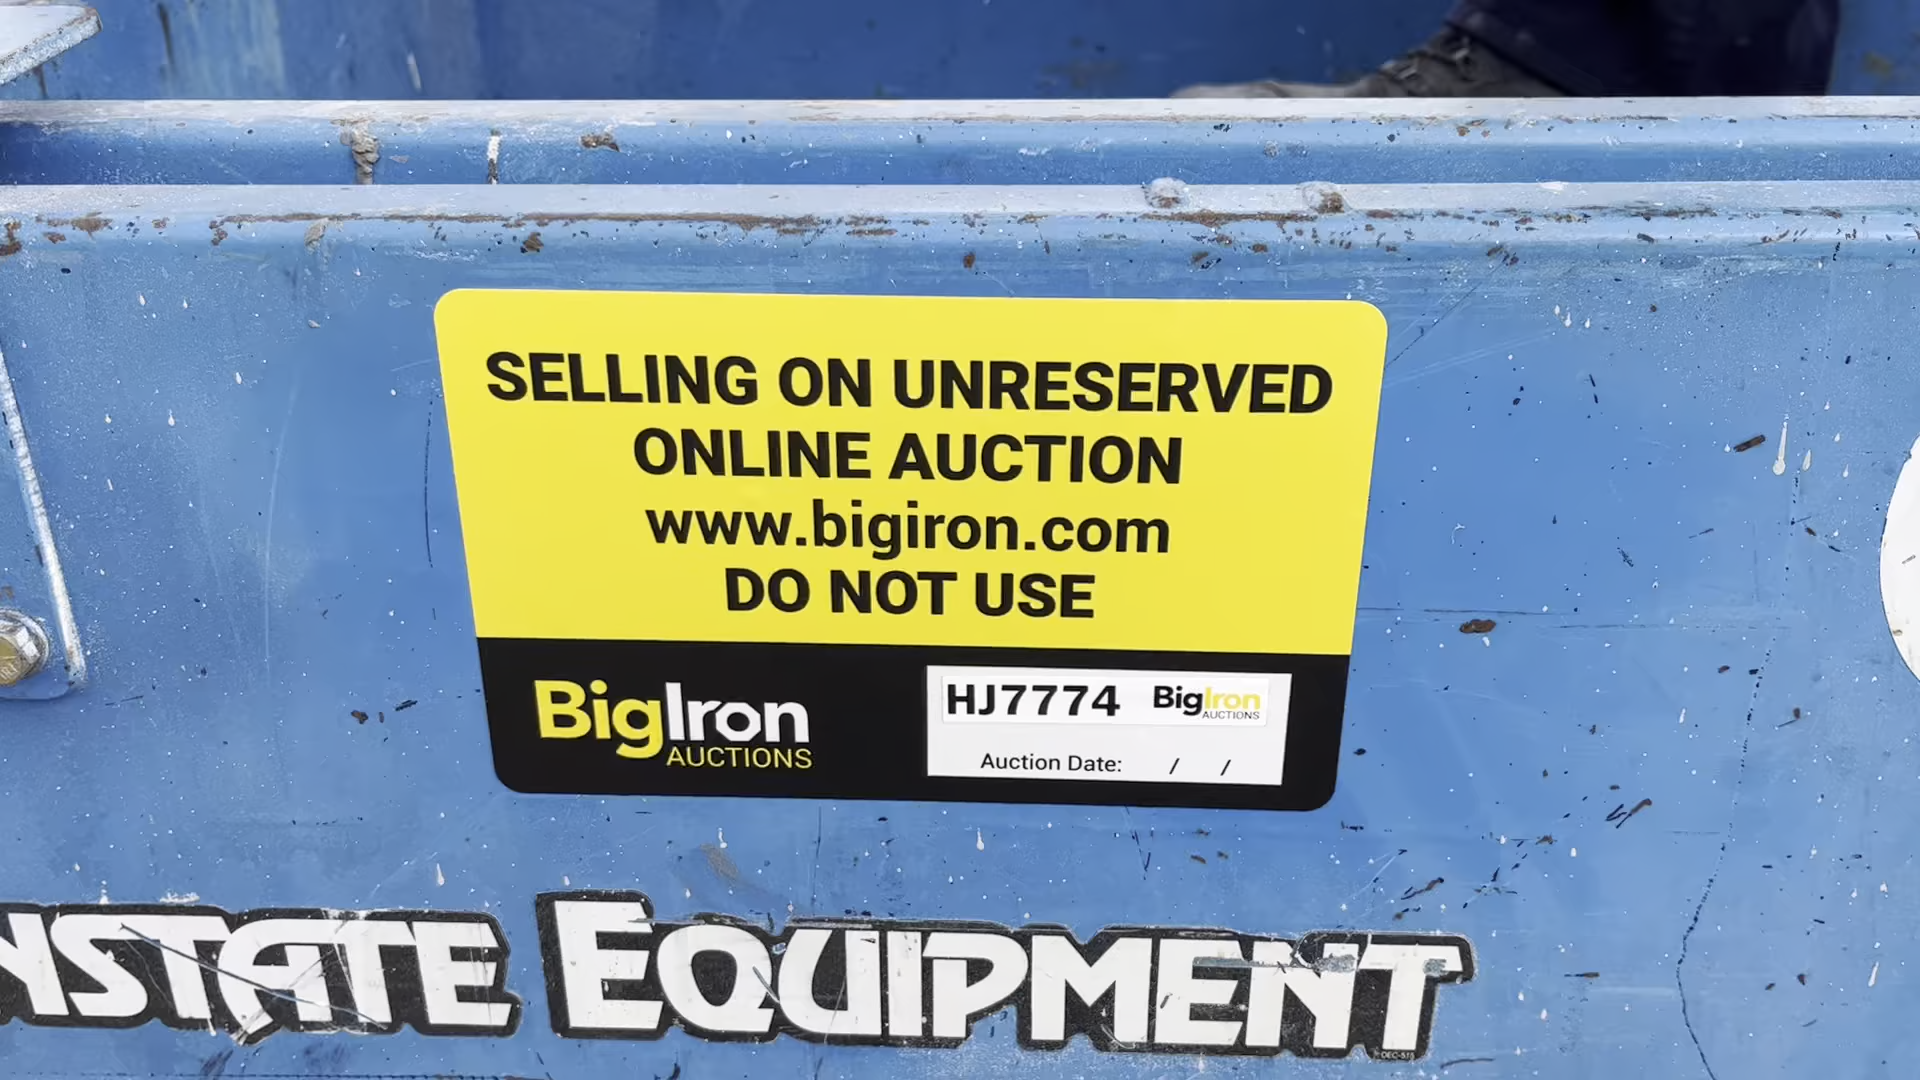 SELLING ON UNRESERVED
ONLINE AUCTION
www.bigiron.com
DO NOT USE
BigIron
AUCTIONS
HJ7774 BigIron
AUCTIONS
Auction Date: / /
NSTATE EQUIPMENT